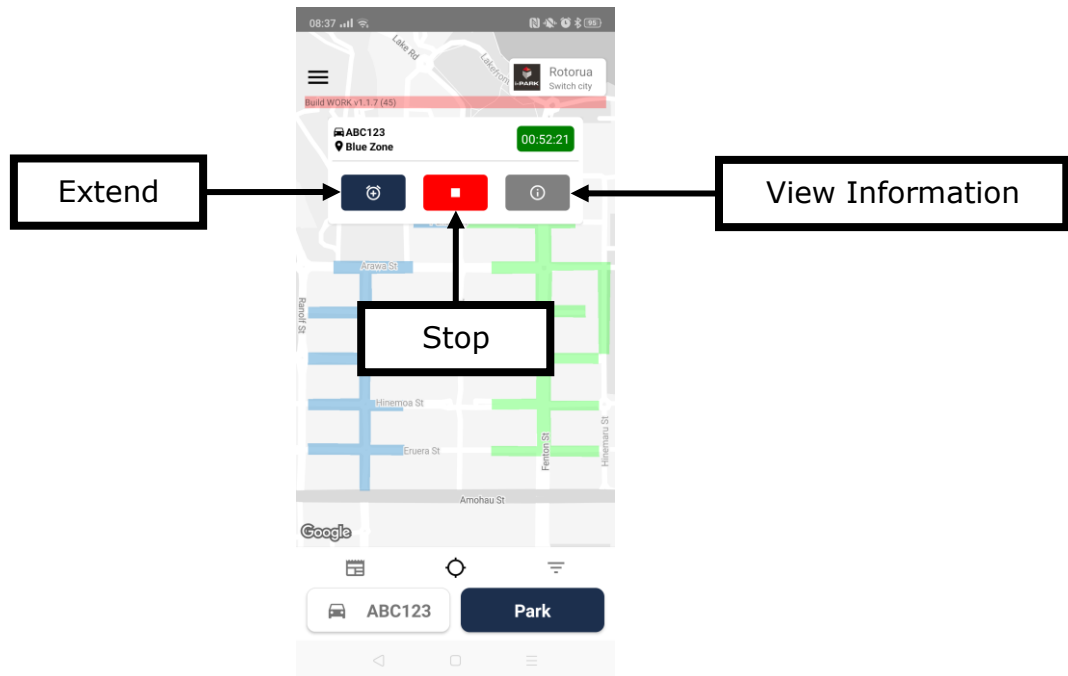 08:37
95
Lake Rd
Rotorua
i-PARK
Switch city
Build WORK v1.1.7 (45)
ABC123
00:52:21
Blue Zone
Extend
View Information
Arawa St
Ranolf St
Stop
Hinemoa St
Eruera St
Fenton St
Hinemaru St
Amohau St
Google
ABC123
Park